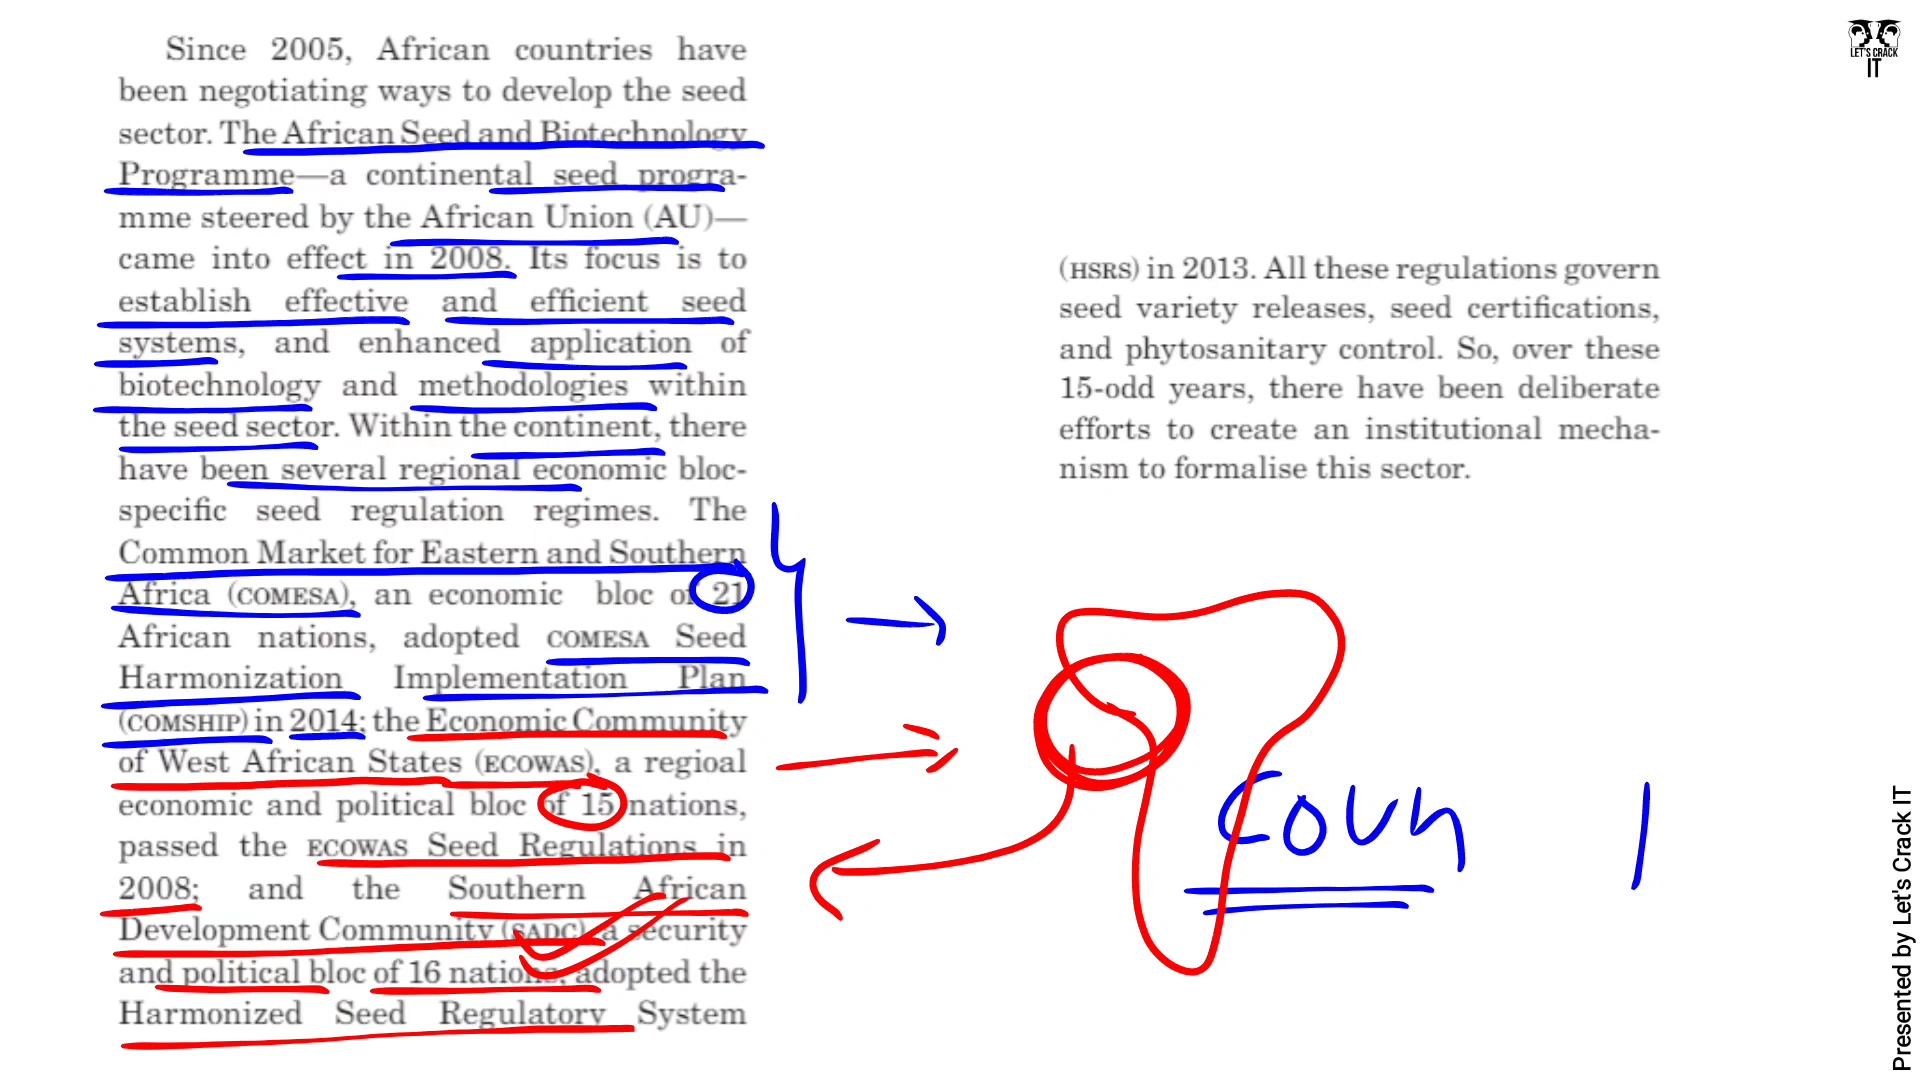 Since 2005, African countries have
been negotiating ways to develop the seed
sector. The African Seed and Biotechnology
Programme—a continental seed progra-
mme steered by the African Union (AU)—
came into effect in 2008. Its focus is to
establish effective and efficient seed
systems, and enhanced application of
biotechnology and methodologies within
the seed sector. Within the continent, there
have been several regional economic bloc-
specific seed regulation regimes. The
Common Market for Eastern and Southern
Africa (COMESA), an economic bloc of 21
African nations, adopted COMESA Seed
Harmonization Implementation Plan
(COMSHIP) in 2014; the Economic Community
of West African States (ECOWAS), a regioal
economic and political bloc of 15 nations,
passed the ECOWAS Seed Regulations in
2008; and the Southern African
Development Community (SADC), a security
and political bloc of 16 nations, adopted the
Harmonized Seed Regulatory System
(HSRS) in 2013. All these regulations govern
seed variety releases, seed certifications,
and phytosanitary control. So, over these
15-odd years, there have been deliberate
efforts to create an institutional mecha-
nism to formalise this sector.
COUN
LET'S CRACK
IT
Presented by Let's Crack IT